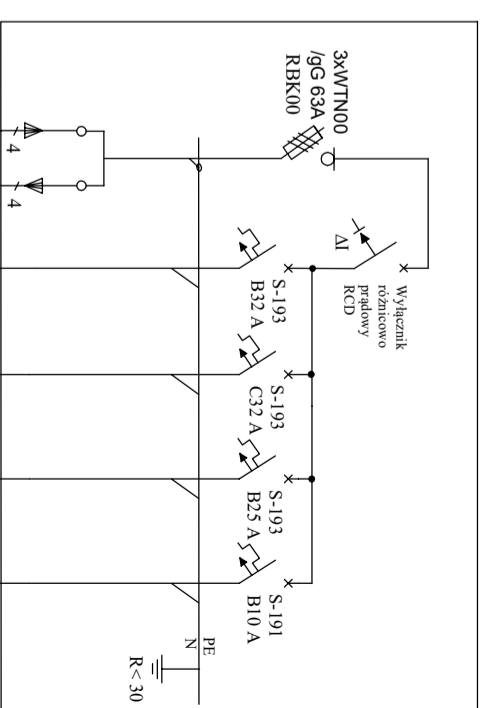 3xWTN00
/gG 63A
RBK00
ΔI
Wyłącznik
różnicowo
prądowy
RCD
S-193
B32 A
S-193
C32 A
S-193
B25 A
S-191
B10 A
4
4
PE
N
R< 30